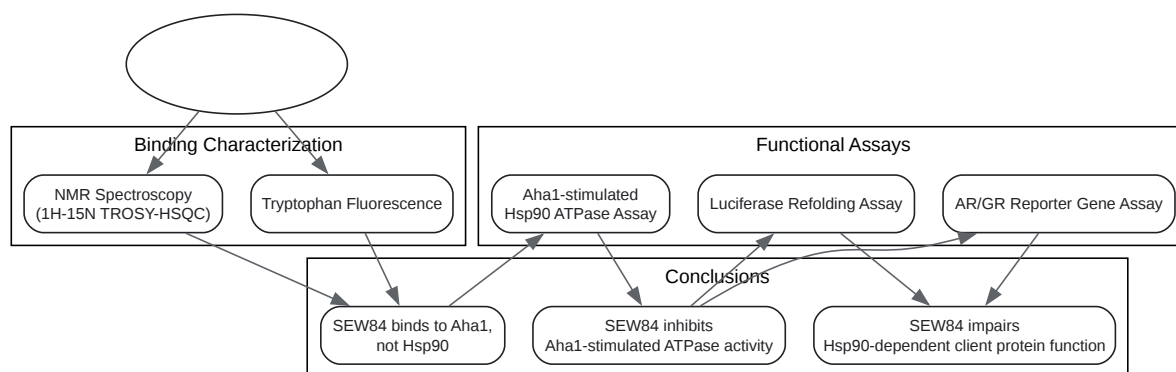 Binding Characterization
NMR Spectroscopy
(1H-15N TROSY-HSQC)
Tryptophan Fluorescence
Functional Assays
Aha1-stimulated
Hsp90 ATPase Assay
Luciferase Refolding Assay
AR/GR Reporter Gene Assay
Conclusions
SEW84 binds to Aha1,
not Hsp90
SEW84 inhibits
Aha1-stimulated ATPase activity
SEW84 impairs
Hsp90-dependent client protein function